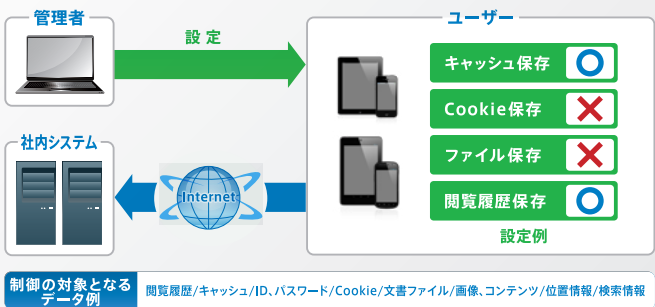 管理者
ユーザー
設定
キャッシュ保存
Cookie保存
ファイル保存
閲覧履歴保存
設定例
社内システム
Internet
制御の対象となる
データ例
閲覧履歴/キャッシュ/ID、パスワード/Cookie/文書ファイル/画像、コンテンツ/位置情報/検索情報